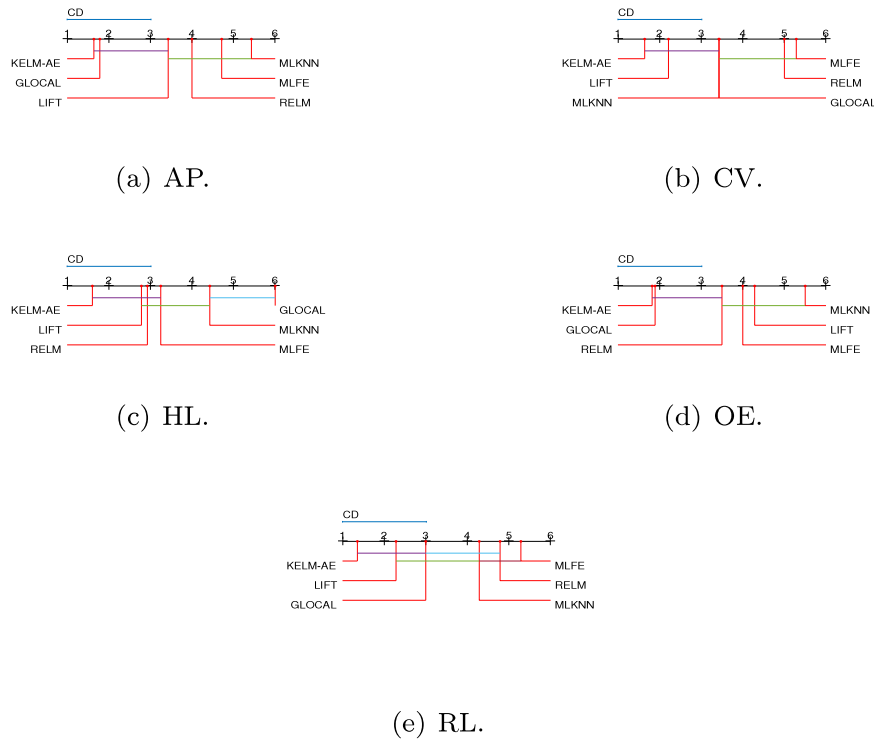 CD
1 2 3 4 5 6
KELM-AE MLKNN
GLOCAL MLFE
LIFT RELM
(a) AP.
CD
1 2 3 4 5 6
KELM-AE MLFE
LIFT RELM
MLKNN GLOCAL
(b) CV.
CD
1 2 3 4 5 6
KELM-AE GLOCAL
LIFT MLKNN
RELM MLFE
(c) HL.
CD
1 2 3 4 5 6
KELM-AE MLKNN
GLOCAL LIFT
RELM MLFE
(d) OE.
CD
1 2 3 4 5 6
KELM-AE MLFE
LIFT RELM
GLOCAL MLKNN
(e) RL.